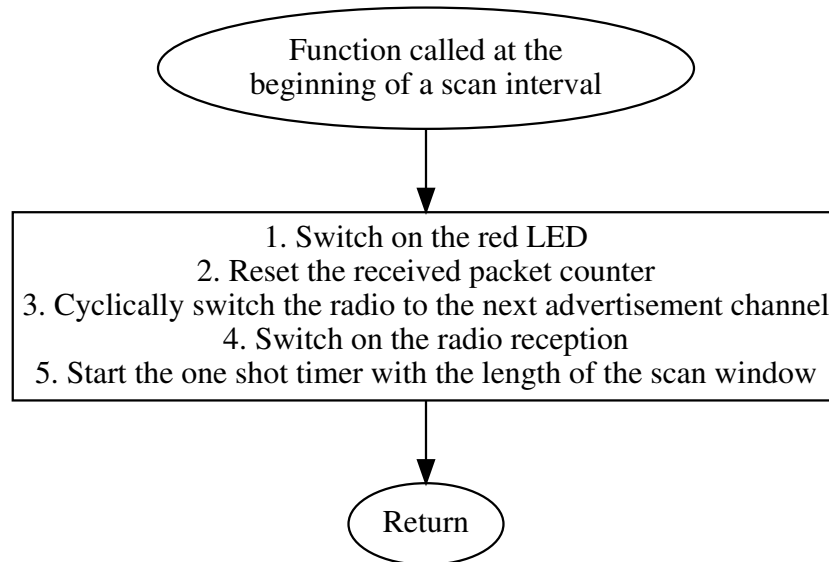 Function called at the
beginning of a scan interval
1. Switch on the red LED
2. Reset the received packet counter
3. Cyclically switch the radio to the next advertisement channel
4. Switch on the radio reception
5. Start the one shot timer with the length of the scan window
Return